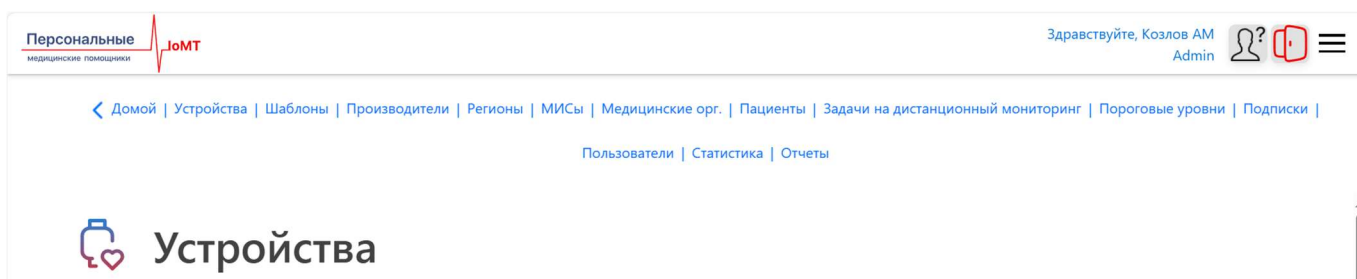 Персональные
медицинские помощники
IoMT
Здравствуйте, Козлов АМ
Admin
Домой | Устройства | Шаблоны | Производители | Регионы | МИСы | Медицинские орг. | Пациенты | Задачи на дистанционный мониторинг | Пороговые уровни | Подписки |
Пользователи | Статистика | Отчеты
Устройства